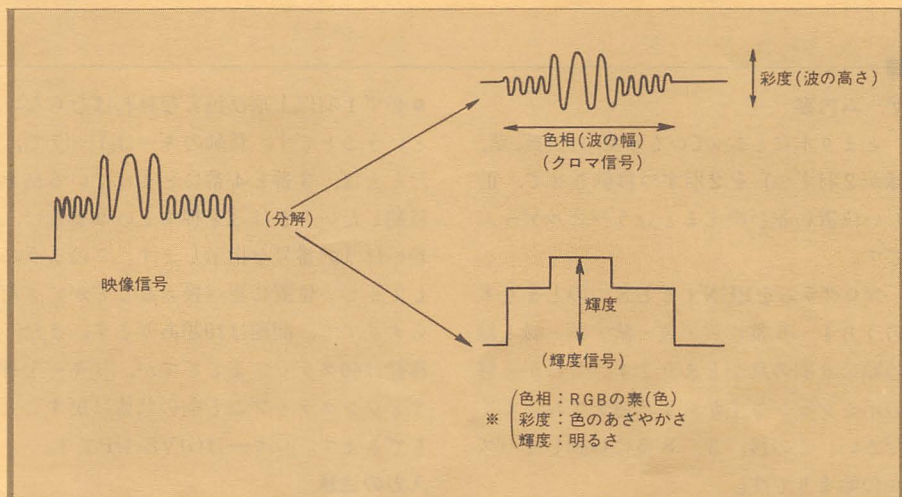 彩度(波の高さ)
色相(波の幅)
(クロマ信号)
(分解)
映像信号
輝度
(輝度信号)
※ 色相:RGBの素(色)
彩度:色のあざやかさ
輝度:明るさ